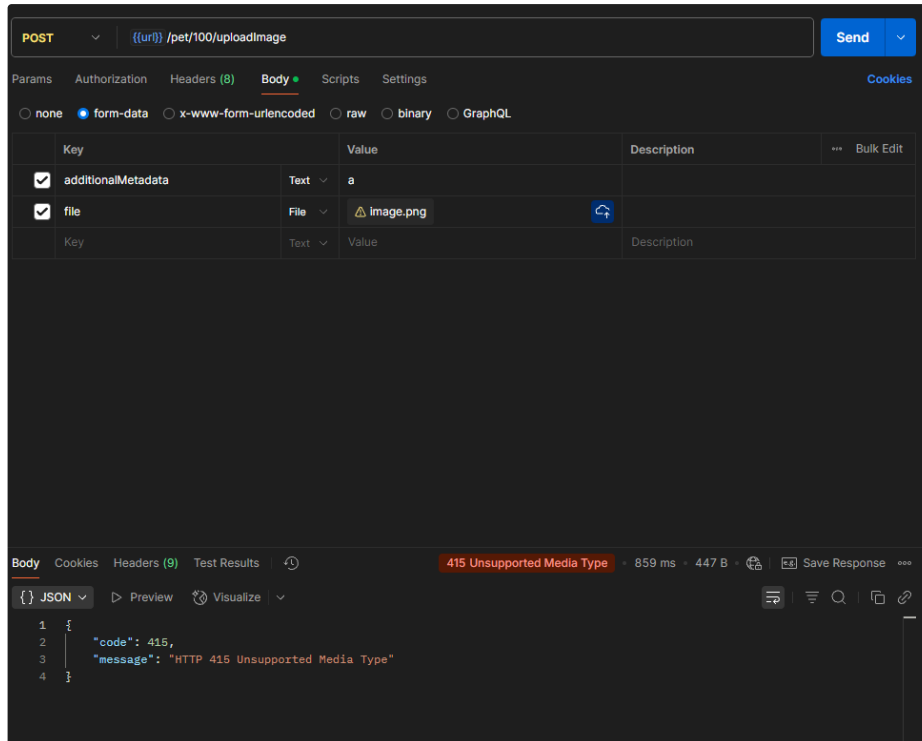 POST {{url}} /pet/100/uploadImage Send
Params Authorization Headers (8) Body Scripts Settings Cookies
none form-data x-www-form-urlencoded raw binary GraphQL
Key Value Description Bulk Edit
additionalMetadata Text a
file File image.png
Key Text Value Description
Body Cookies Headers (9) Test Results 415 Unsupported Media Type 859 ms 447 B e.g. Save Response
{} JSON Preview Visualize
1 {
2 "code": 415,
3 "message": "HTTP 415 Unsupported Media Type"
4 }